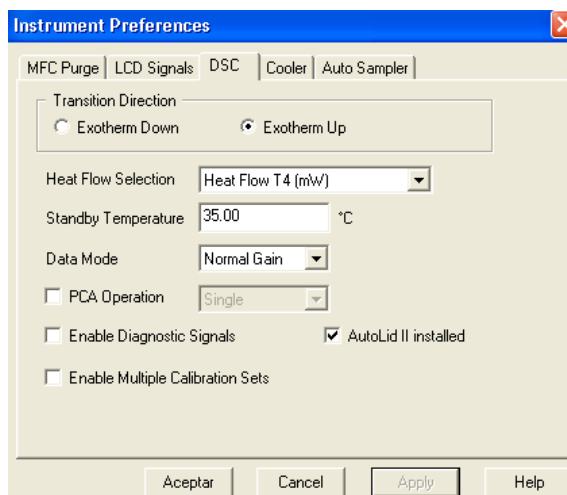 Instrument Preferences
MFC Purge LCD Signals DSC Cooler Auto Sampler
Transition Direction
Exotherm Down Exotherm Up
Heat Flow Selection Heat Flow T4 (mW)
Standby Temperature 35.00 °C
Data Mode Normal Gain
PCA Operation Single
Enable Diagnostic Signals AutoLid II installed
Enable Multiple Calibration Sets
Aceptar Cancel Apply Help